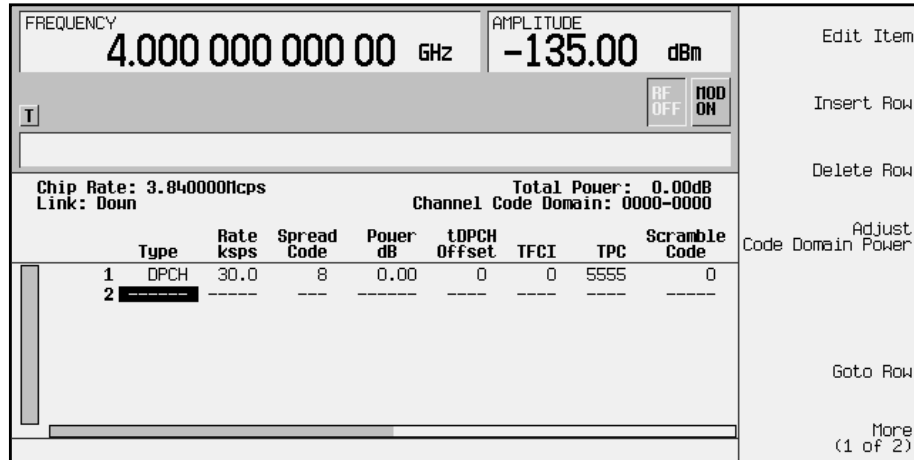 FREQUENCY
4.000 000 000 00 GHz
AMPLITUDE
-135.00 dBm
RF OFF
MOD ON
T
Chip Rate: 3.840000Mcps
Link: Down
Total Power: 0.00dB
Channel Code Domain: 0000-0000
Type Rate ksps Spread Code Power dB tDPCH Offset TFCI TPC Scramble Code
1 DPCH 30.0 8 0.00 0 0 5555 0
2 ------ ----- --- ------ ---- ---- ---- -----
Edit Item
Insert Row
Delete Row
Adjust
Code Domain Power
Goto Row
More
(1 of 2)